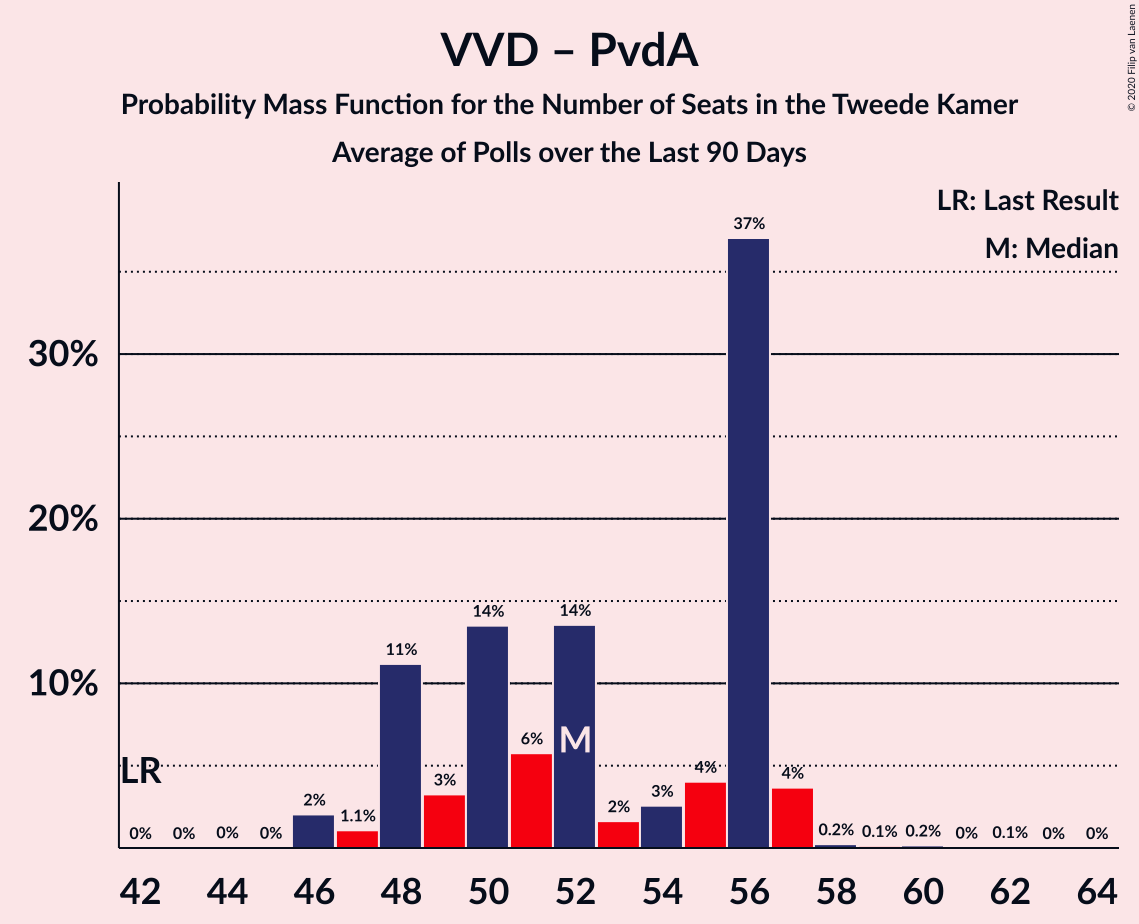 VVD – PvdA
Probability Mass Function for the Number of Seats in the Tweede Kamer
Average of Polls over the Last 90 Days
© 2020 Filip van Laenen
LR: Last Result
M: Median
37%
30%
20%
14% 14%
11%
10%
6%
M
LR
3%
4%
4%
2%
1.1%
2%
3%
0% 0% 0% 0%
0.2% 0.1% 0.2% 0% 0.1% 0% 0%
42 44 46 48 50 52 54 56 58 60 62 64